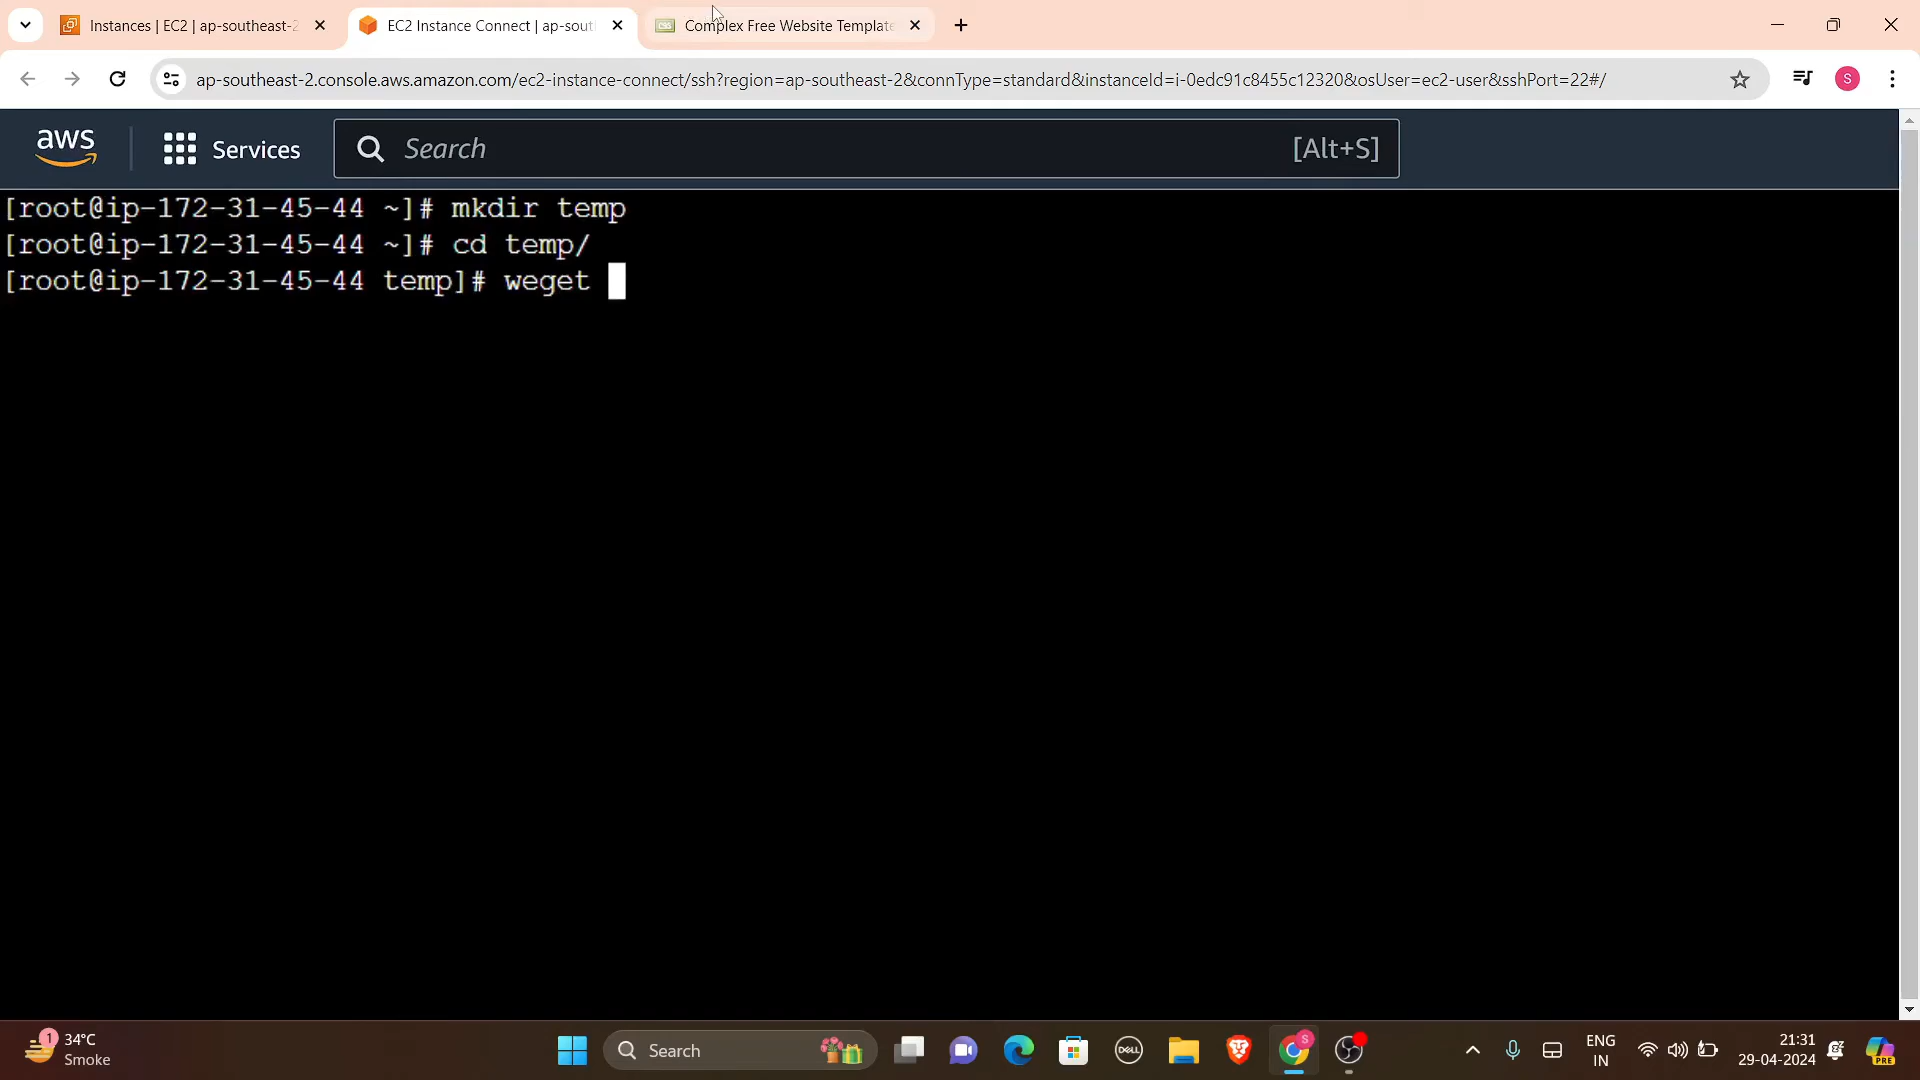 Instances | EC2 | ap-southeast-2
EC2 Instance Connect | ap-sout
CSS
Complex Free Website Template
ap-southeast-2.console.aws.amazon.com/ec2-instance-connect/ssh?region=ap-southeast-2&connType=standard&instanceId=i-0edc91c8455c12320&osUser=ec2-user&sshPort=22#/
S
aws
Services
Search
[Alt+S]
[root@ip-172-31-45-44 ~]# mkdir temp
[root@ip-172-31-45-44 ~]# cd temp/
[root@ip-172-31-45-44 temp]# weget
1
34°C
Smoke
Search
DELL
S
ENG
IN
21:31
29-04-2024
PRE